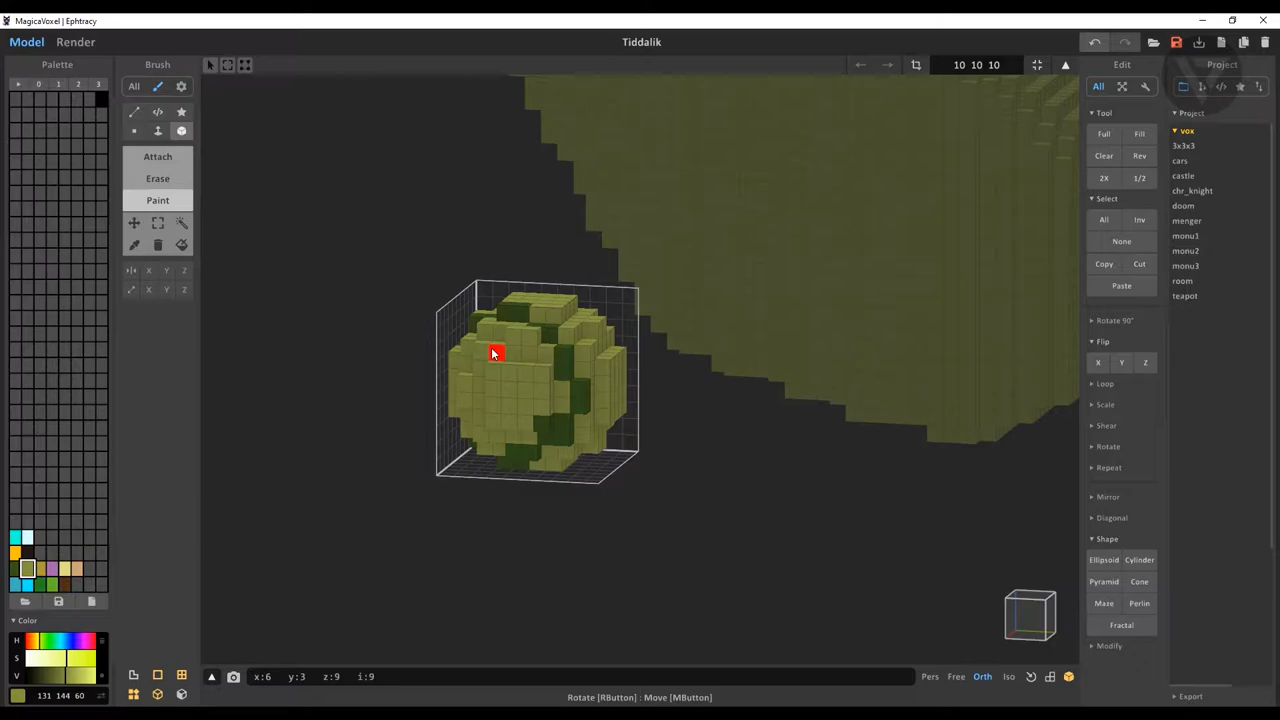 MagicaVoxel | Ephtracy
Model Render
Tiddalik
Palette
0 1 2 3
Color
H
S
V
131 144 60
Brush
All
Attach
Erase
Paint
X Y Z
X Y Z
10 10 10
x:6 y:3 z:9 i:9
Pers Free Orth Iso
Rotate [RButton] : Move [MButton]
Edit
All
Tool
Full Fill
Clear Rev
2X 1/2
Select
All Inv
None
Copy Cut
Paste
Rotate 90°
Flip
X Y Z
Loop
Scale
Shear
Rotate
Repeat
Mirror
Diagonal
Shape
Ellipsoid Cylinder
Pyramid Cone
Maze Perlin
Fractal
Modify
Project
Project
vox
3x3x3
cars
castle
chr_knight
doom
menger
monu1
monu2
monu3
room
teapot
Export